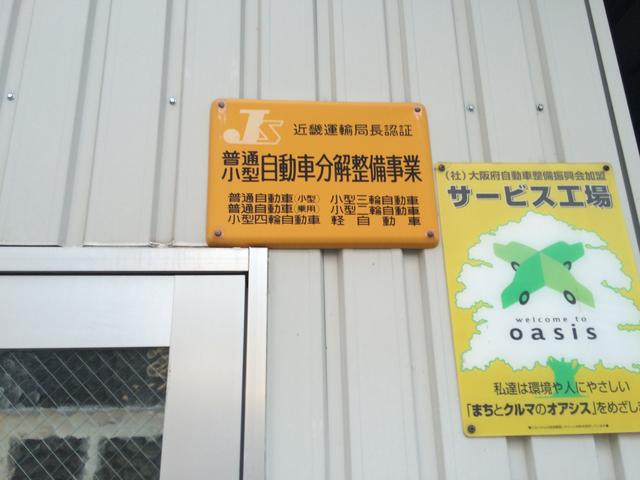 JS 近畿運輸局長認証
普通
小型 自動車分解整備事業
普通自動車(小型) 小型三輪自動車
普通自動車(乗用) 小型二輪自動車
小型四輪自動車 軽自動車
(社)大阪府自動車整備振興会加盟
サービス工場
welcome to
oasis
私達は環境や人にやさしい
「まちとクルマのオアシス」をめざし